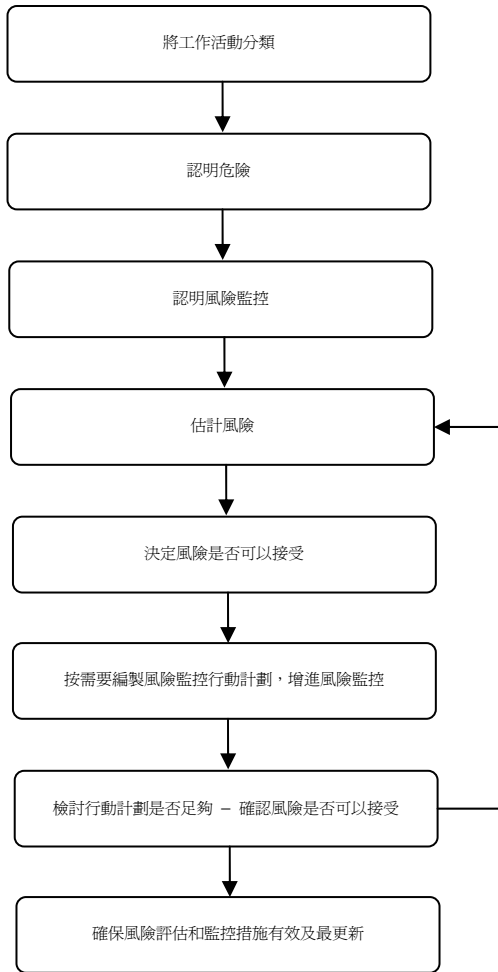 將工作活動分類
認明危險
認明風險監控
估計風險
決定風險是否可以接受
按需要編製風險監控行動計劃，增進風險監控
檢討行動計劃是否足夠 – 確認風險是否可以接受
確保風險評估和監控措施有效及最更新